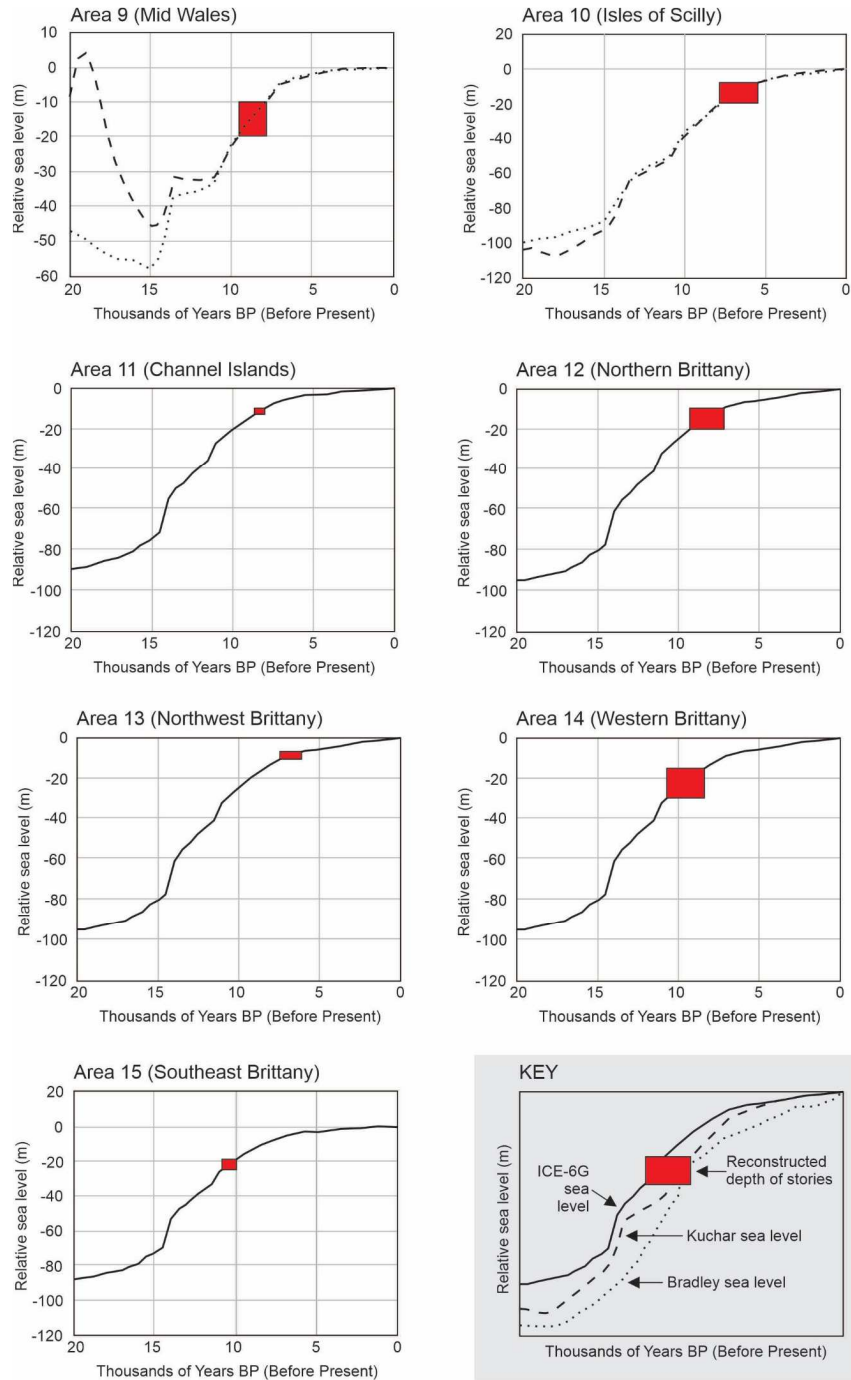 Area 9 (Mid Wales)
10
0
-10
-20
-30
-40
-50
-60
Relative sea level (m)
20 15 10 5 0
Thousands of Years BP (Before Present)
Area 10 (Isles of Scilly)
20
0
-20
-40
-60
-80
-100
-120
Relative sea level (m)
20 15 10 5 0
Thousands of Years BP (Before Present)
Area 11 (Channel Islands)
0
-20
-40
-60
-80
-100
-120
Relative sea level (m)
20 15 10 5 0
Thousands of Years BP (Before Present)
Area 12 (Northern Brittany)
0
-20
-40
-60
-80
-100
-120
Relative sea level (m)
20 15 10 5 0
Thousands of Years BP (Before Present)
Area 13 (Northwest Brittany)
0
-20
-40
-60
-80
-100
-120
Relative sea level (m)
20 15 10 5 0
Thousands of Years BP (Before Present)
Area 14 (Western Brittany)
0
-20
-40
-60
-80
-100
-120
Relative sea level (m)
20 15 10 5 0
Thousands of Years BP (Before Present)
Area 15 (Southeast Brittany)
20
0
-20
-40
-60
-80
-100
-120
Relative sea level (m)
20 15 10 5 0
Thousands of Years BP (Before Present)
KEY
Relative sea level (m)
ICE-6G
sea
level
Reconstructed
depth of stories
Kuchar sea level
Bradley sea level
Thousands of Years BP (Before Present)